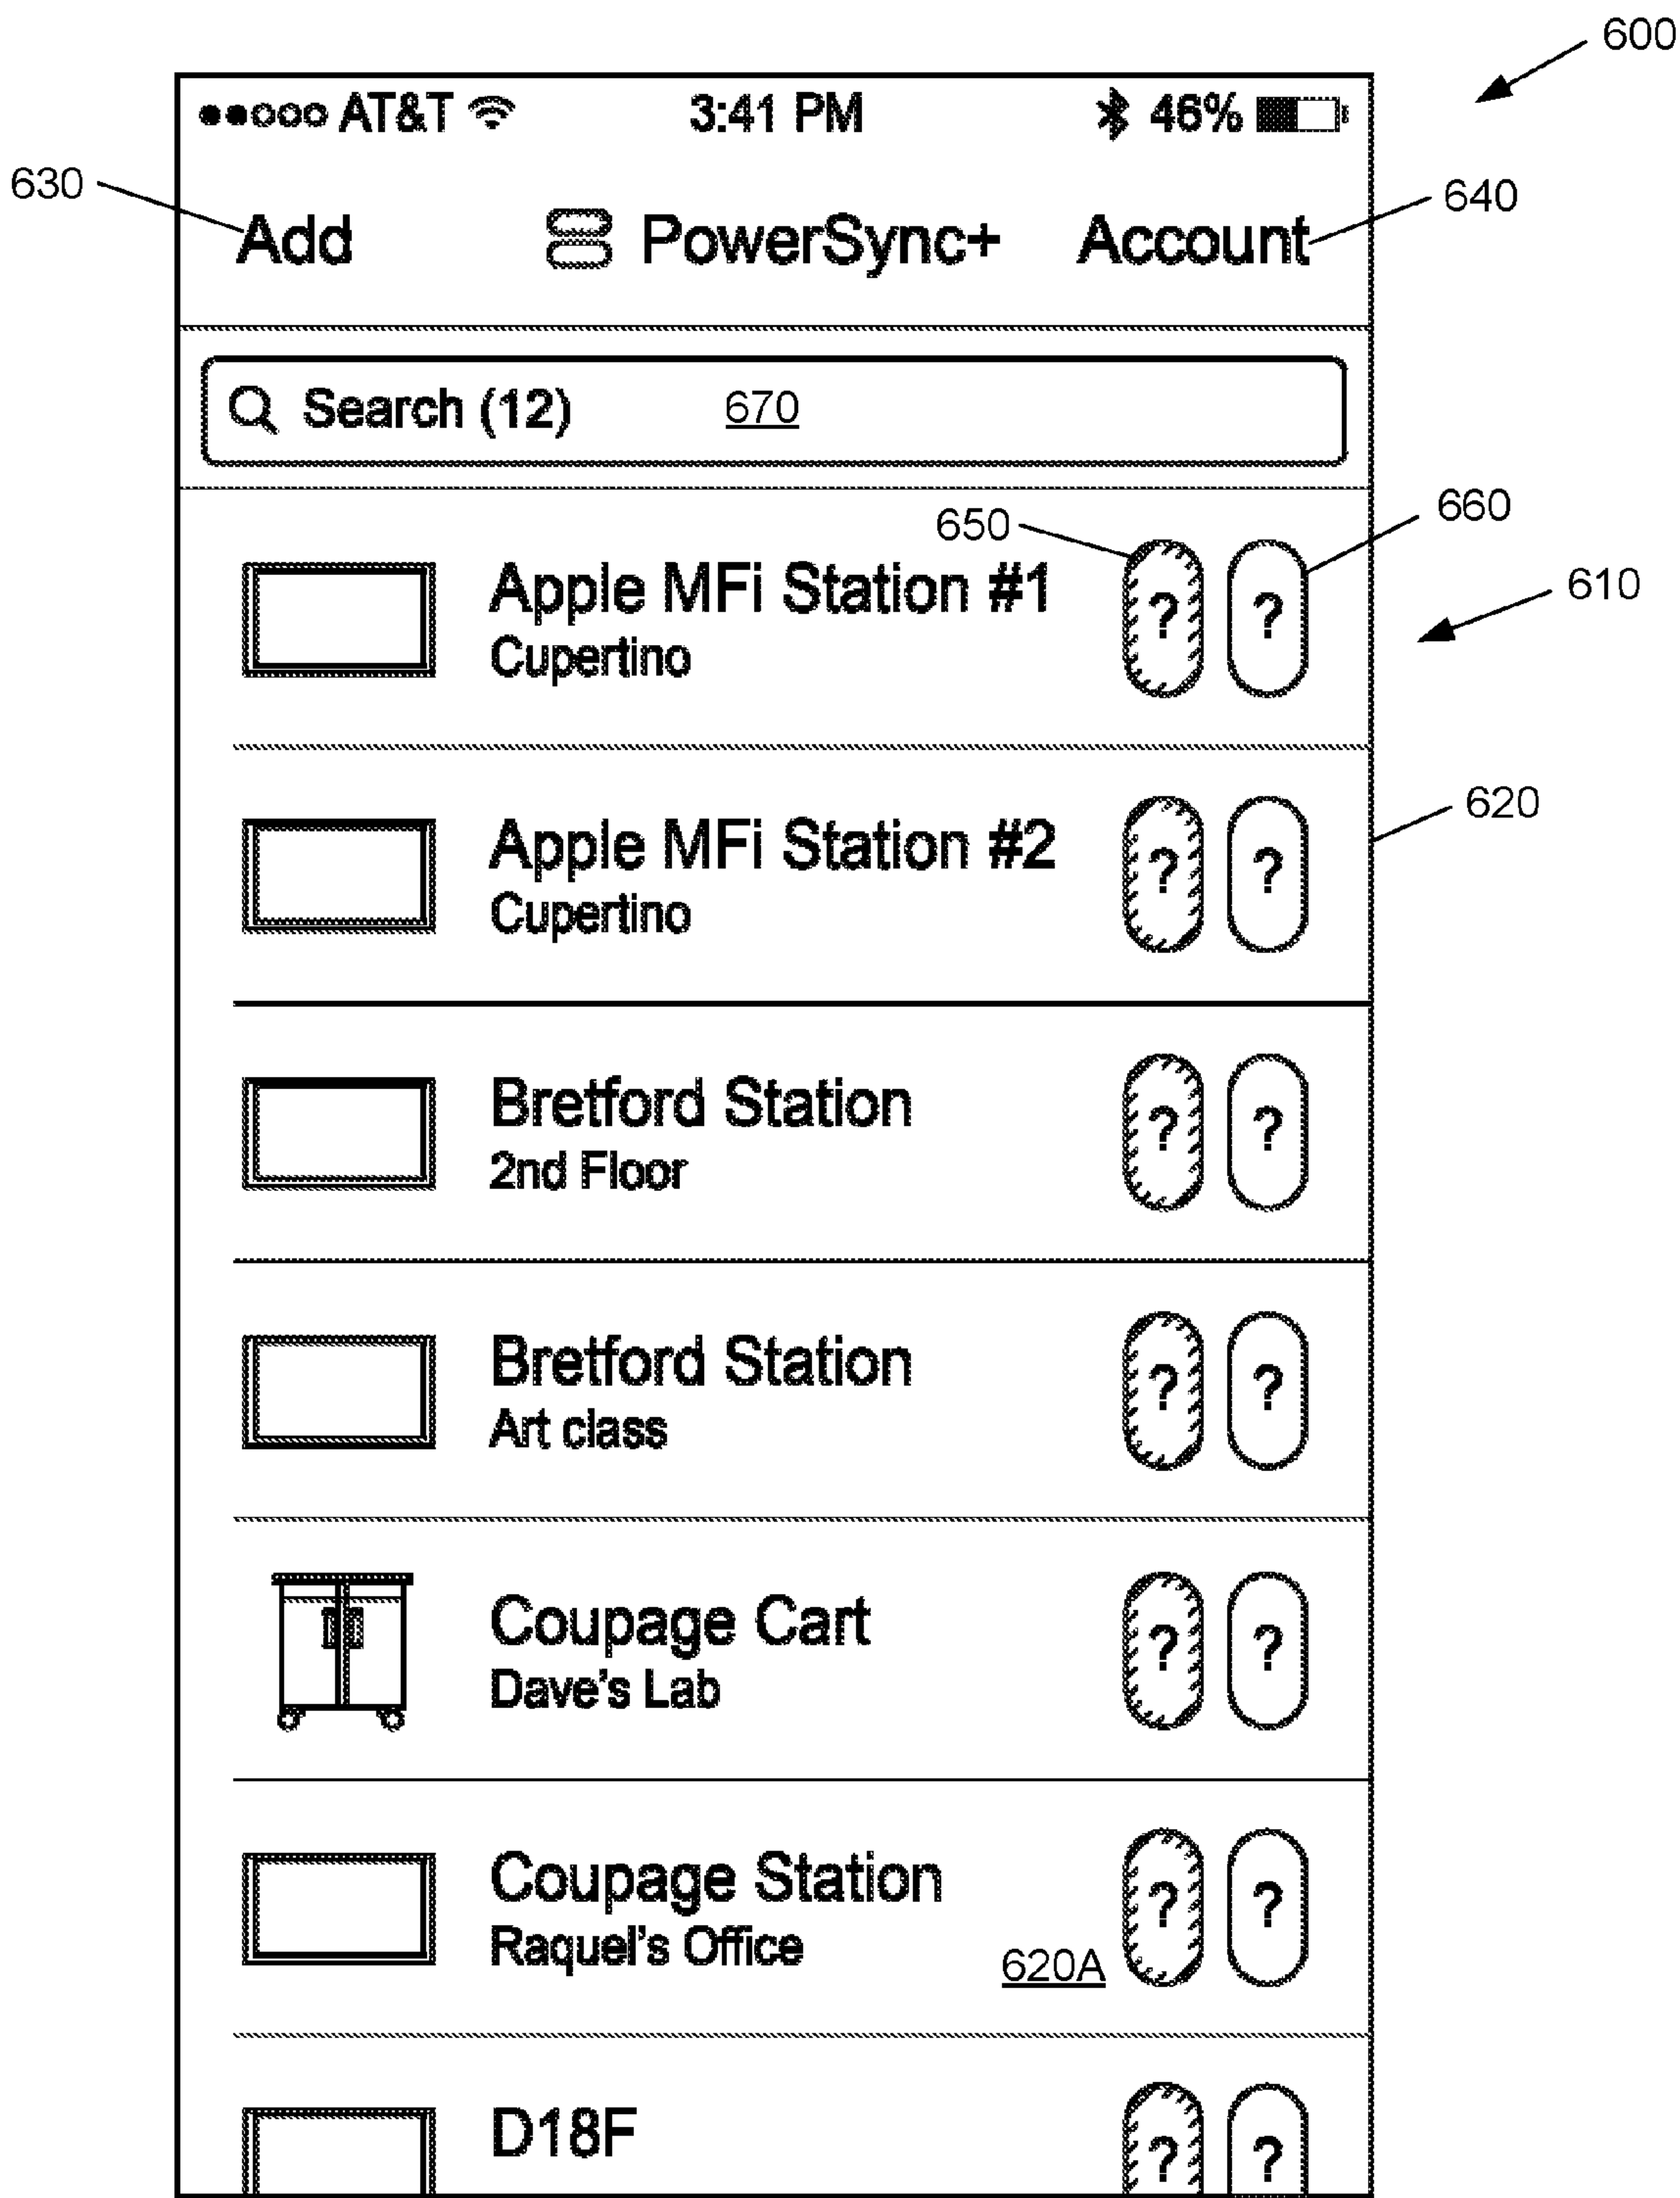 600
●●○○○ AT&T 3:41 PM 46%
630
Add PowerSync+ Account
640
Search (12) 670
650
660
Apple MFi Station #1
? ?
610
Cupertino
620
Apple MFi Station #2
? ?
Cupertino
Bretford Station
? ?
2nd Floor
Bretford Station
? ?
Art class
Coupage Cart
? ?
Dave's Lab
Coupage Station
? ?
Raquel's Office
620A
D18F
? ?